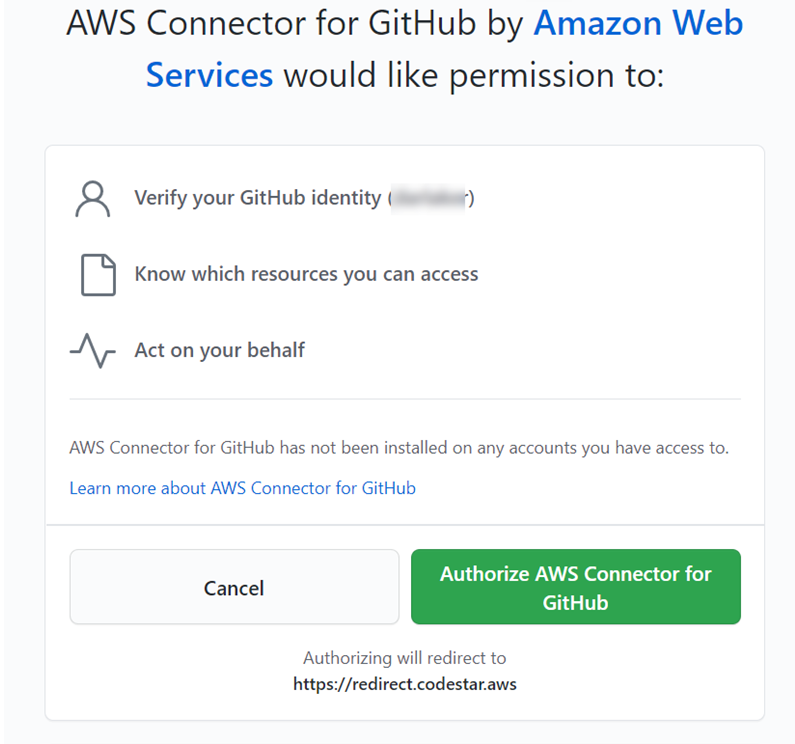 AWS Connector for GitHub by Amazon Web
Services would like permission to:
Verify your GitHub identity ( )
Know which resources you can access
Act on your behalf
AWS Connector for GitHub has not been installed on any accounts you have access to.
Learn more about AWS Connector for GitHub
Cancel
Authorize AWS Connector for
GitHub
Authorizing will redirect to
https://redirect.codestar.aws